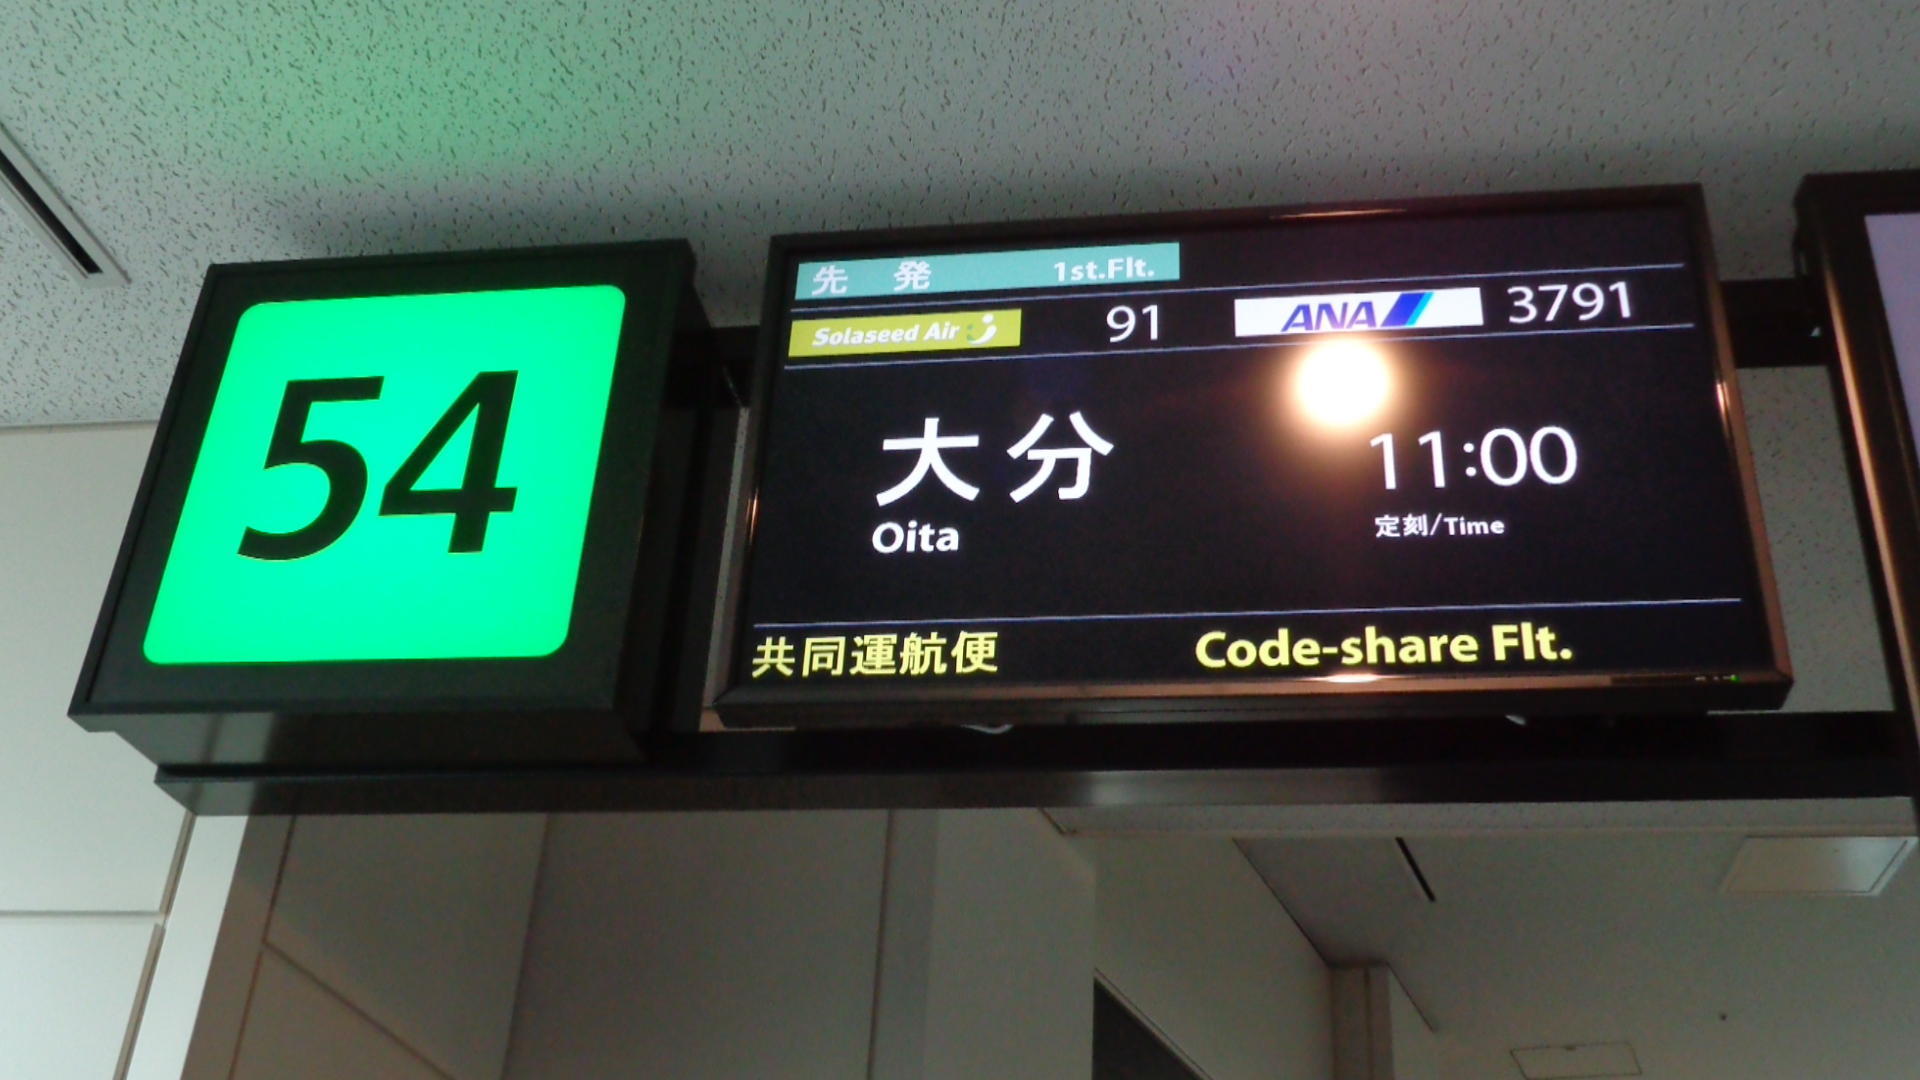 54
先 発 1st.Flt.
Solaseed Air 91 ANA 3791
大分 11:00
Oita 定刻/Time
共同運航便 Code-share Flt.